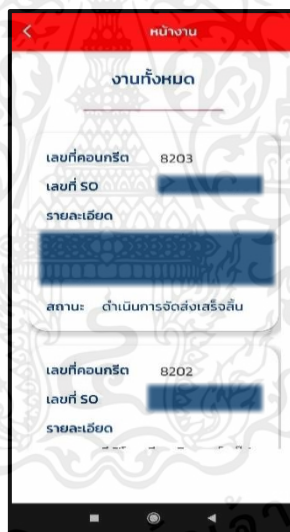 หน้างาน
งานทั้งหมด
เลขที่คอนกรีต 8203
เลขที่ SO
รายละเอียด
สถานะ ดำเนินการจัดส่งเสร็จสิ้น
เลขที่คอนกรีต 8202
เลขที่ SO
รายละเอียด